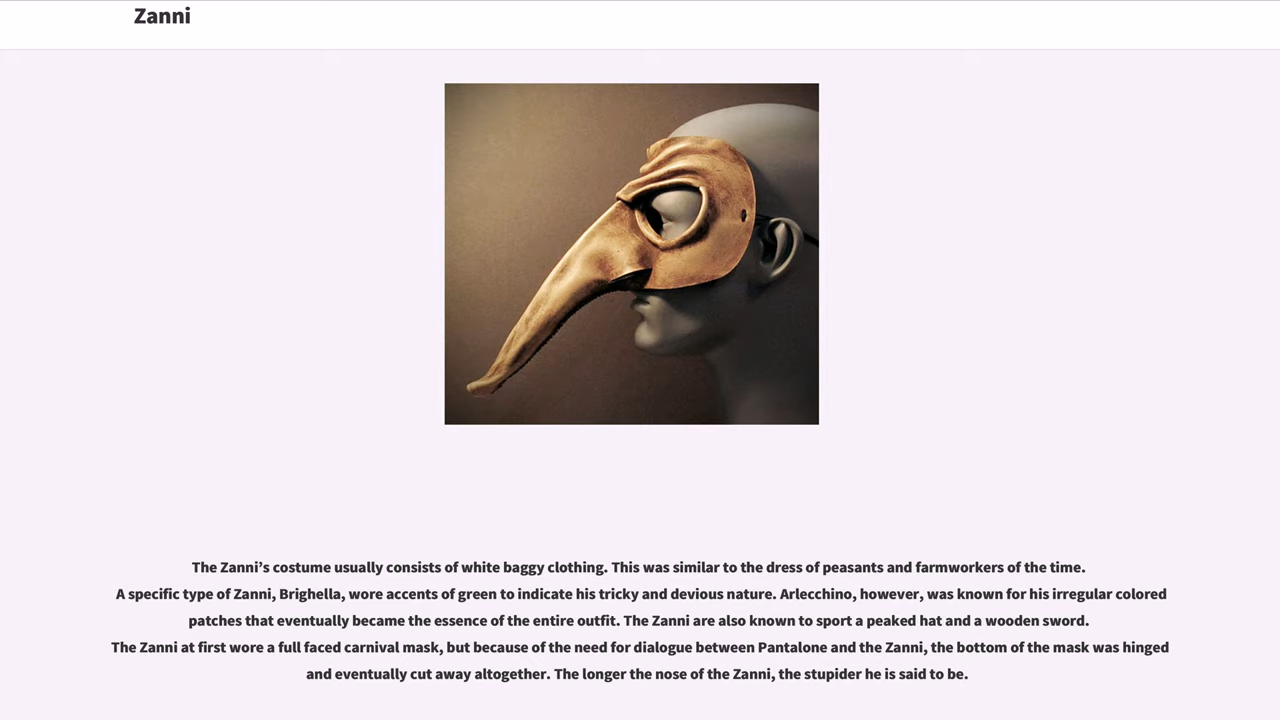 Zanni
The Zanni’s costume usually consists of white baggy clothing. This was similar to the dress of peasants and farmworkers of the time.
A specific type of Zanni, Brighella, wore accents of green to indicate his tricky and devious nature. Arlecchino, however, was known for his irregular colored
patches that eventually became the essence of the entire outfit. The Zanni are also known to sport a peaked hat and a wooden sword.
The Zanni at first wore a full faced carnival mask, but because of the need for dialogue between Pantalone and the Zanni, the bottom of the mask was hinged
and eventually cut away altogether. The longer the nose of the Zanni, the stupider he is said to be.